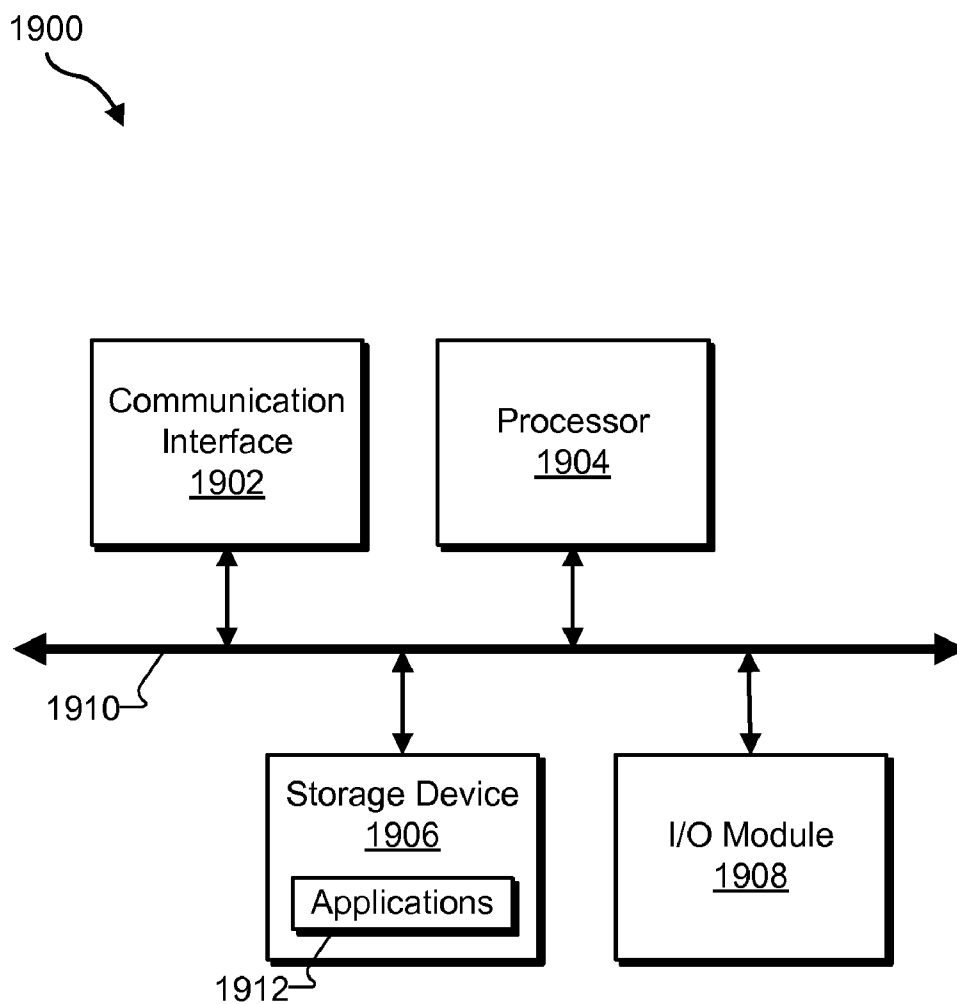 1900
Communication
Interface
1902
Processor
1904
1910
Storage Device
1906
Applications
1912
I/O Module
1908